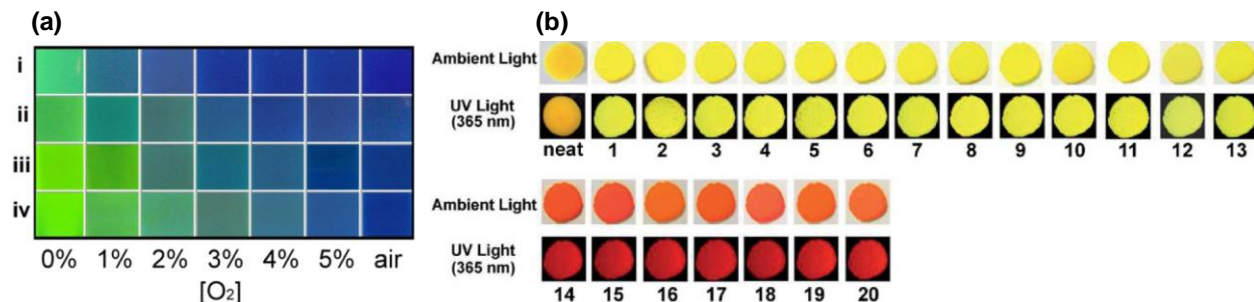 (a)
i
ii
iii
iv
0% 1% 2% 3% 4% 5% air
[O₂]
(b)
Ambient Light
UV Light
(365 nm)
neat 1 2 3 4 5 6 7 8 9 10 11 12 13
Ambient Light
UV Light
(365 nm)
14 15 16 17 18 19 20